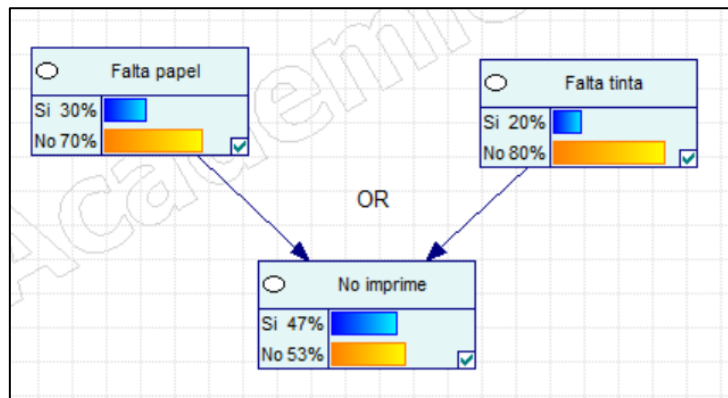 Falta papel
Si 30%
No 70%
Falta tinta
Si 20%
No 80%
OR
No imprime
Si 47%
No 53%
Academi